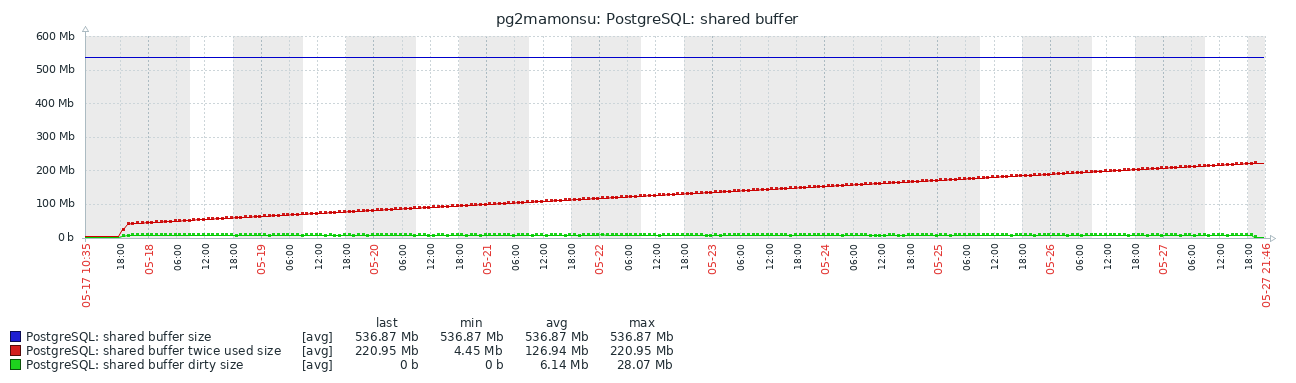 pg2mamonsu: PostgreSQL: shared buffer
600 Mb
500 Mb
400 Mb
300 Mb
200 Mb
100 Mb
0 b
05-17 10:35 18:00 05-18 06:00 12:00 18:00 05-19 06:00 12:00 18:00 05-20 06:00 12:00 18:00 05-21 06:00 12:00 18:00 05-22 06:00 12:00 18:00 05-23 06:00 12:00 18:00 05-24 06:00 12:00 18:00 05-25 06:00 12:00 18:00 05-26 06:00 12:00 18:00 05-27 06:00 12:00 18:00 05-27 21:46
last min avg max
PostgreSQL: shared buffer size [avg] 536.87 Mb 536.87 Mb 536.87 Mb 536.87 Mb
PostgreSQL: shared buffer twice used size [avg] 220.95 Mb 4.45 Mb 126.94 Mb 220.95 Mb
PostgreSQL: shared buffer dirty size [avg] 0 b 0 b 6.14 Mb 28.07 Mb